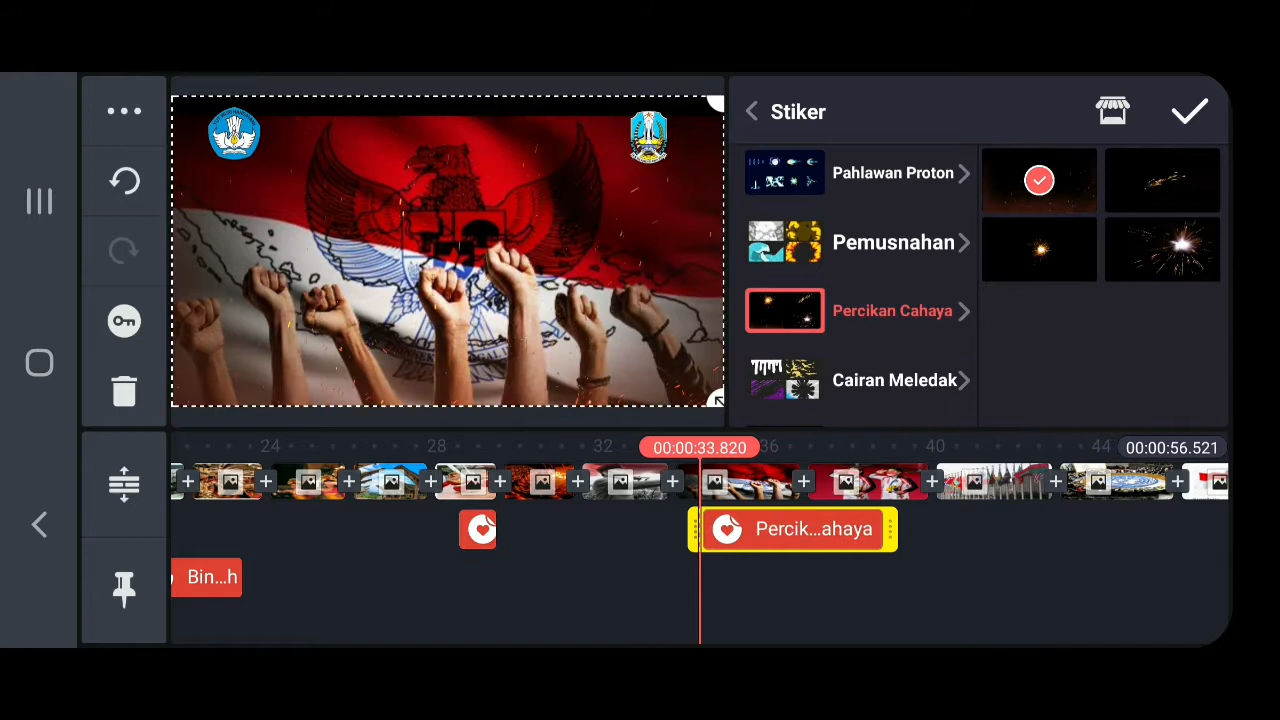 Stiker
Pahlawan Proton
Pemusnahan
Percikan Cahaya
Cairan Meledak
24
28
32
00:00:33.820
36
40
44
00:00:56.521
Percik...ahaya
Bin...h